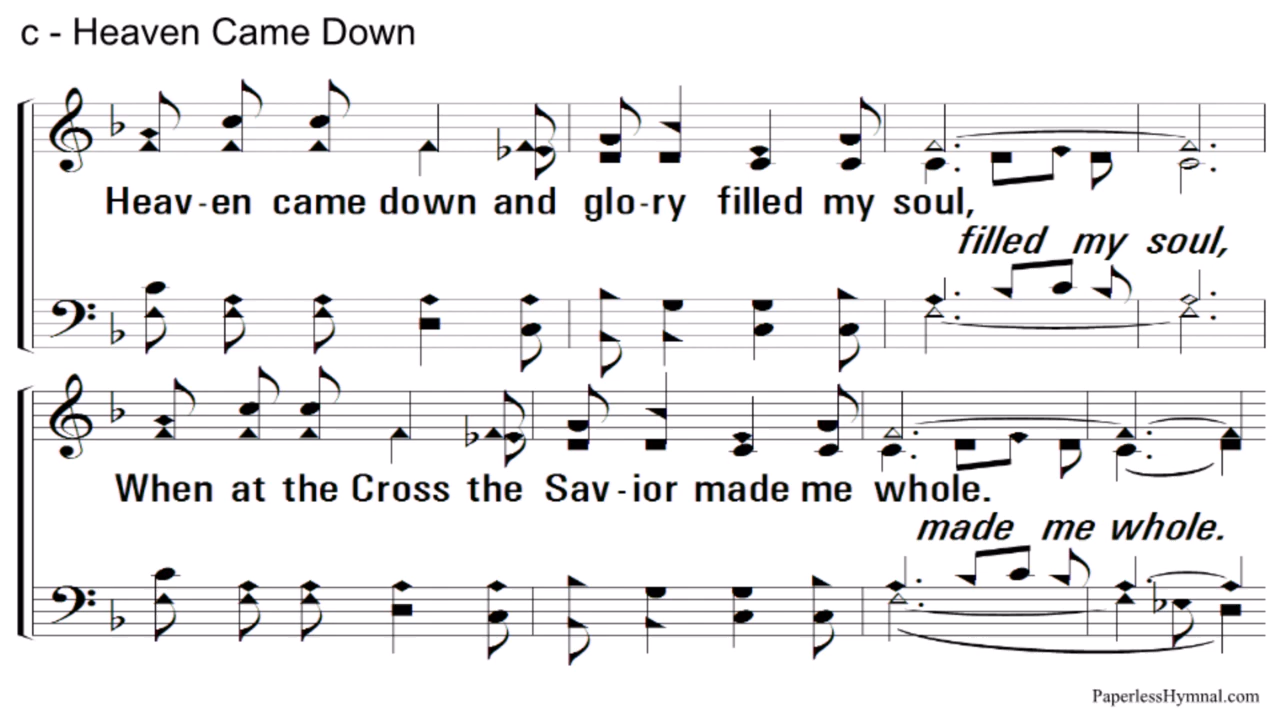 c - Heaven Came Down
Heav-en came down and glo-ry filled my soul,
filled my soul,
When at the Cross the Sav-ior made me whole.
made me whole.
PaperlessHymnal.com